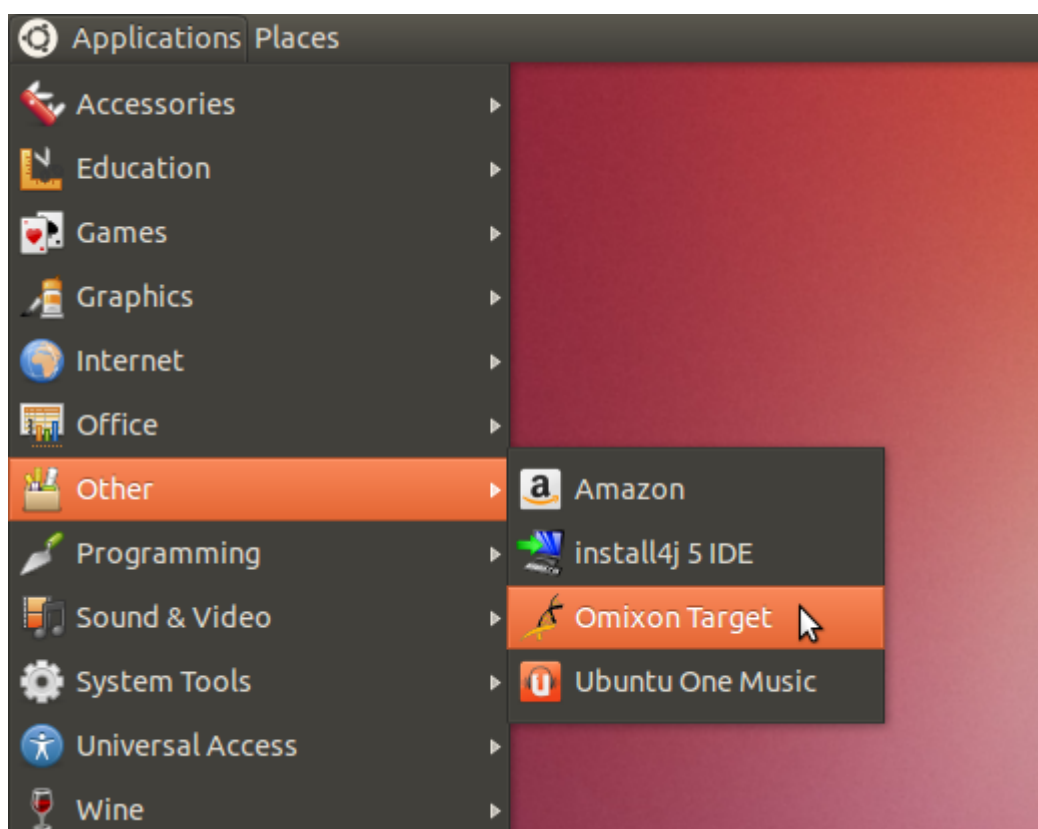 Applications Places
Accessories
Education
Games
Graphics
Internet
Office
Other
Programming
Sound & Video
System Tools
Universal Access
Wine
Amazon
install4j 5 IDE
Omixon Target
Ubuntu One Music